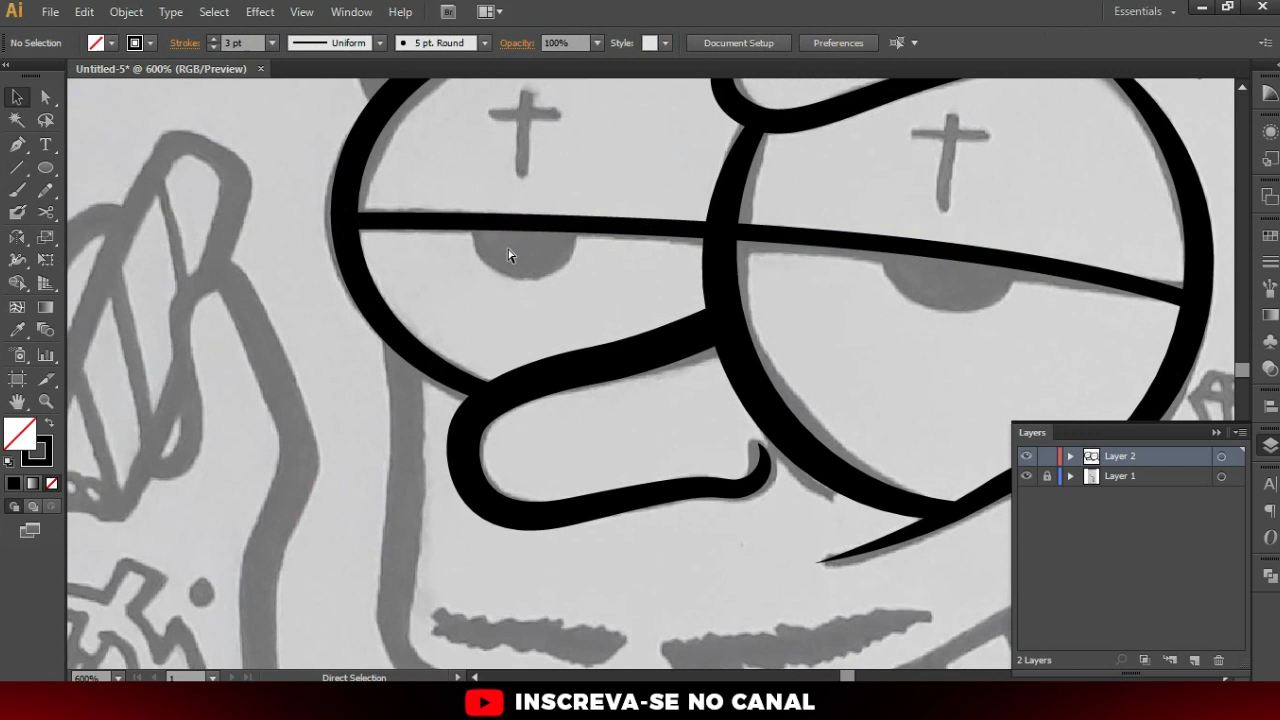 Ai File Edit Object Type Select Effect View Window Help Br Essentials
No Selection Stroke: 3 pt Uniform 5 pt. Round Opacity: 100% Style: Document Setup Preferences
Untitled-5* @ 600% (RGB/Preview)
Layers
Layer 2
Layer 1
2 Layers
600% 1 Direct Selection
INSCREVA-SE NO CANAL